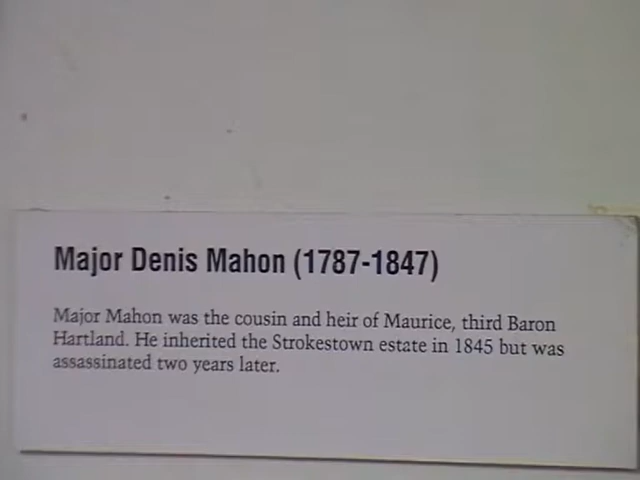 Major Denis Mahon (1787-1847)
Major Mahon was the cousin and heir of Maurice, third Baron
Hartland. He inherited the Strokestown estate in 1845 but was
assassinated two years later.